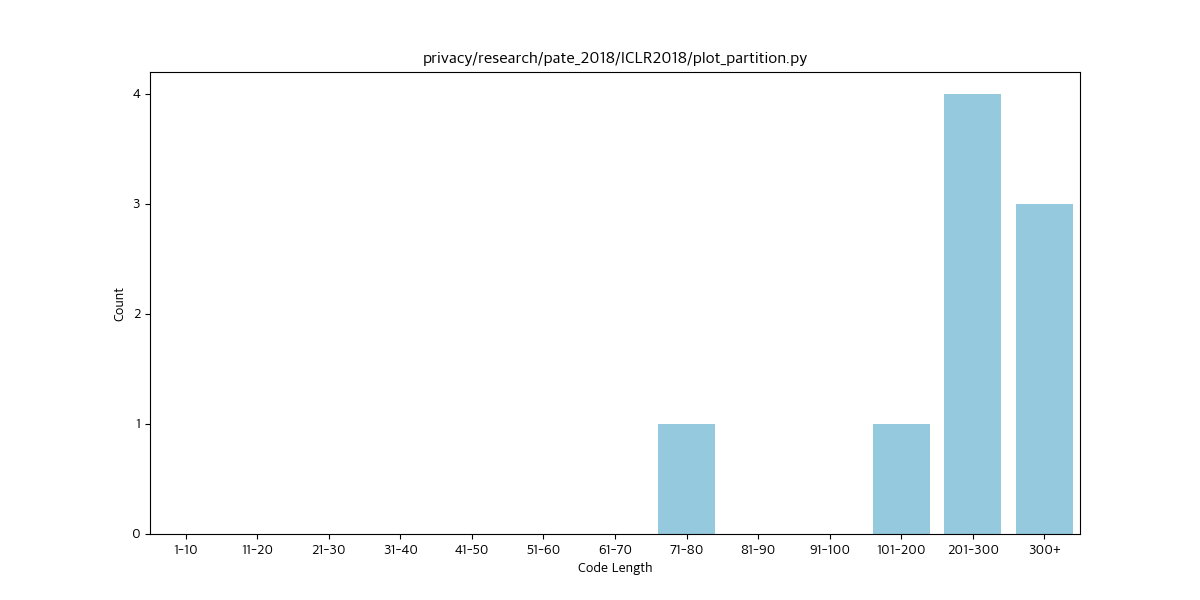 privacy/research/pate_2018/ICLR2018/plot_partition.py
4
3
2
1
0
Count
1-10 11-20 21-30 31-40 41-50 51-60 61-70 71-80 81-90 91-100 101-200 201-300 300+
Code Length